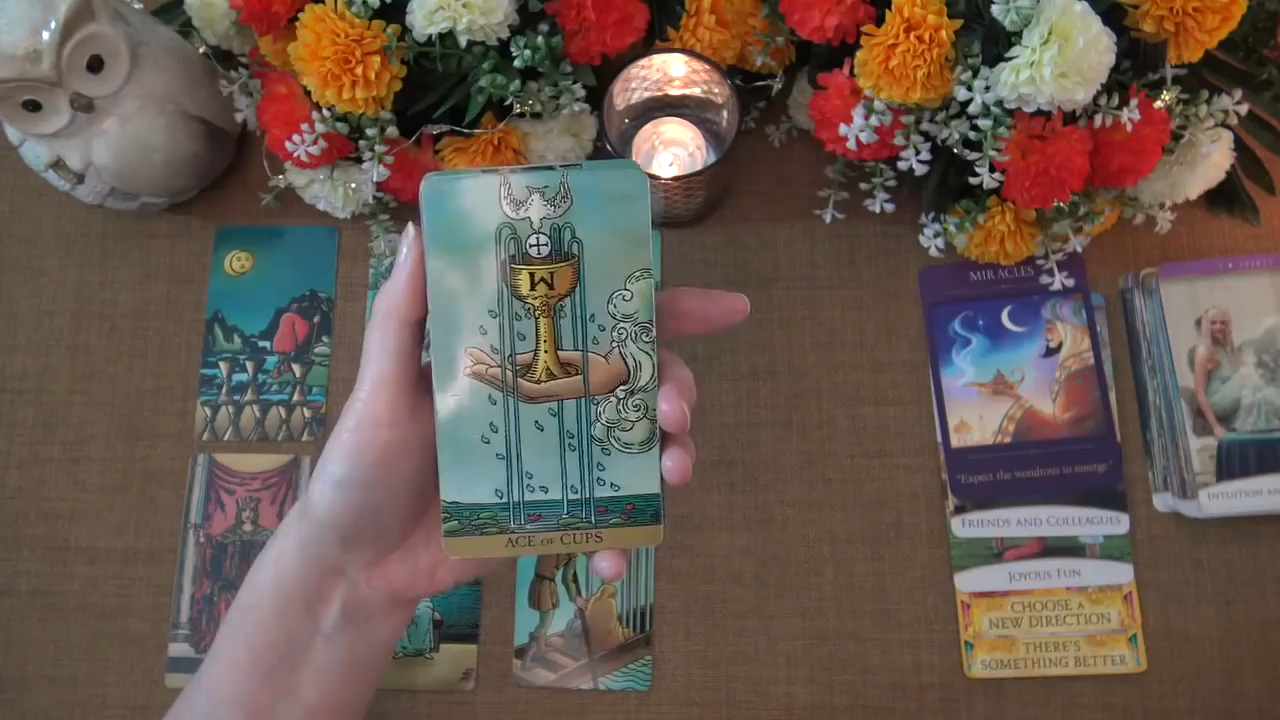 M
ACE OF CUPS
MIRACLES
"Expect the wondrous to emerge."
FRIENDS AND COLLEAGUES
JOYOUS FUN
CHOOSE A
NEW DIRECTION
THERE'S
SOMETHING BETTER
INTUITION